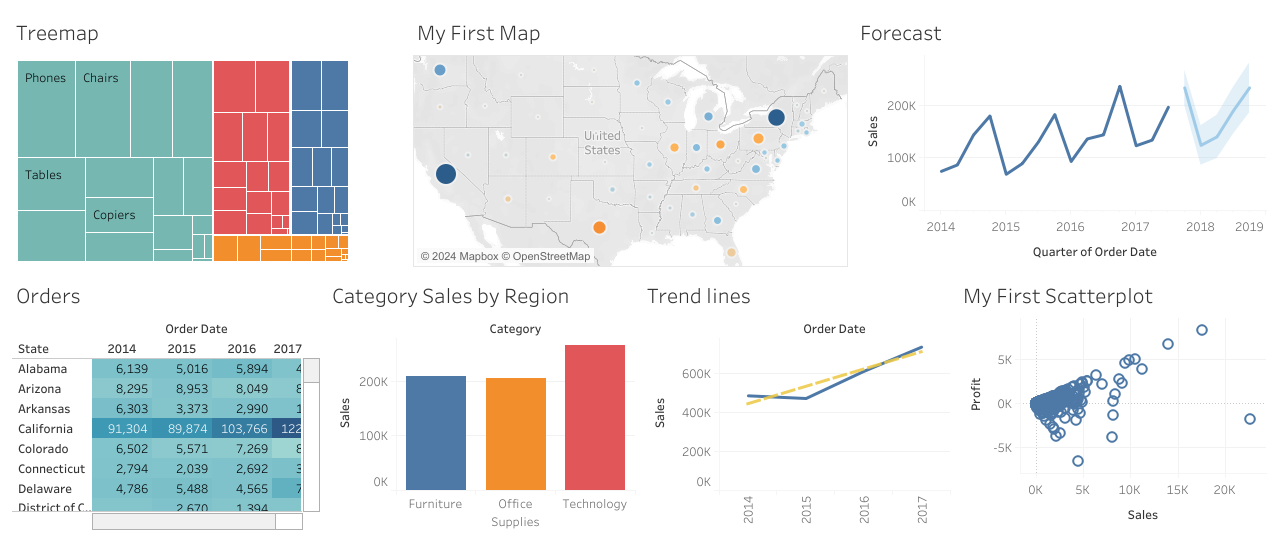 Treemap
Phones Chairs
Tables
Copiers
My First Map
United
States
© 2024 Mapbox © OpenStreetMap
Forecast
Sales
200K
100K
0K
2014 2015 2016 2017 2018 2019
Quarter of Order Date
Orders
Order Date
State 2014 2015 2016 2017
Alabama 6,139 5,016 5,894 4
Arizona 8,295 8,953 8,049 8
Arkansas 6,303 3,373 2,990 1
California 91,304 89,874 103,766 122
Colorado 6,502 5,571 7,269 8
Connecticut 2,794 2,039 2,692 3
Delaware 4,786 5,488 4,565 7
District of C.. 2,670 1,394
Category Sales by Region
Category
Sales
200K
100K
0K
Furniture Office Supplies Technology
Trend lines
Order Date
Sales
600K
400K
200K
0K
2014 2015 2016 2017
My First Scatterplot
Profit
5K
0K
-5K
0K 5K 10K 15K 20K
Sales